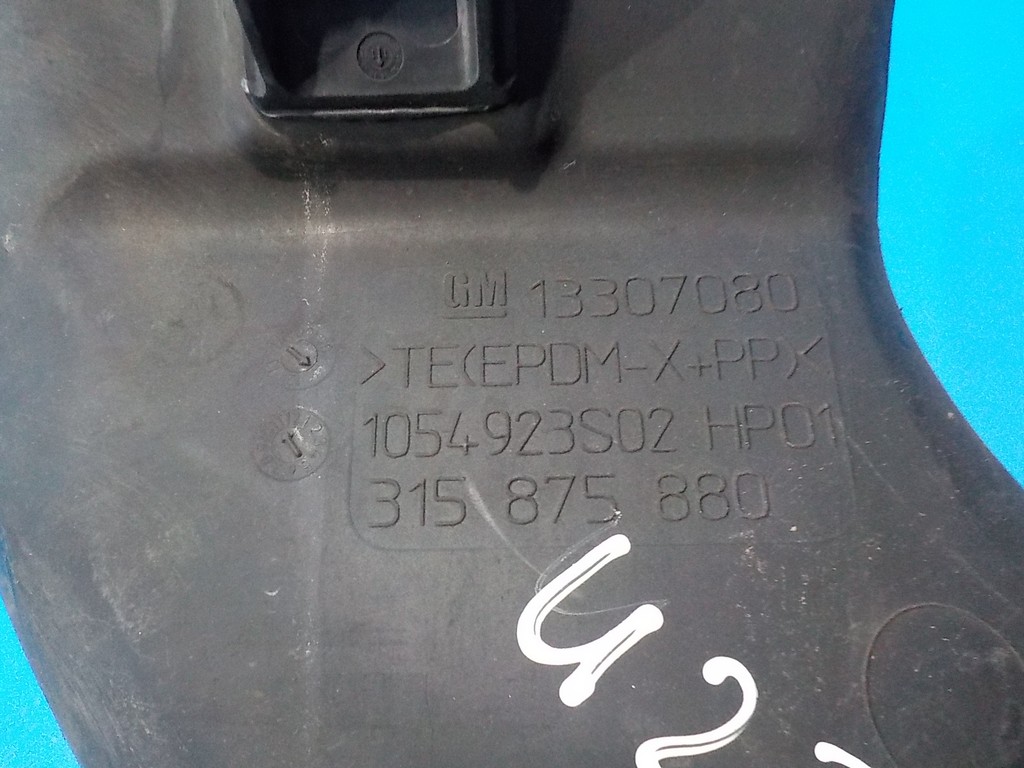 GM 13307080
>TE(EPDM-X+PP)<
1054923S02 HP01
315 875 880